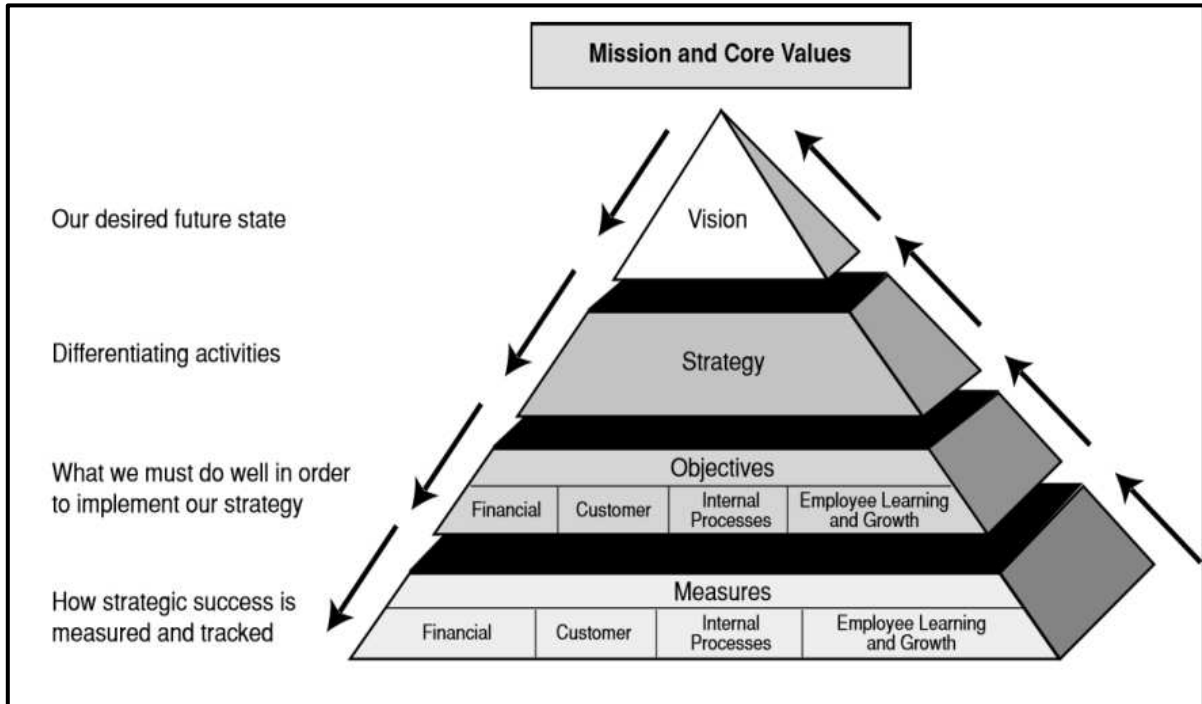 Mission and Core Values
Our desired future state
Vision
Differentiating activities
Strategy
What we must do well in order
to implement our strategy
Objectives
Financial
Customer
Internal
Processes
Employee Learning
and Growth
How strategic success is
measured and tracked
Measures
Financial
Customer
Internal
Processes
Employee Learning
and Growth